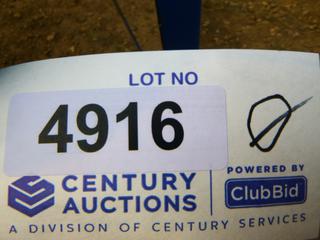 LOT NO
4916
CENTURY
AUCTIONS
POWERED BY
ClubBid
A DIVISION OF CENTURY SERVICES